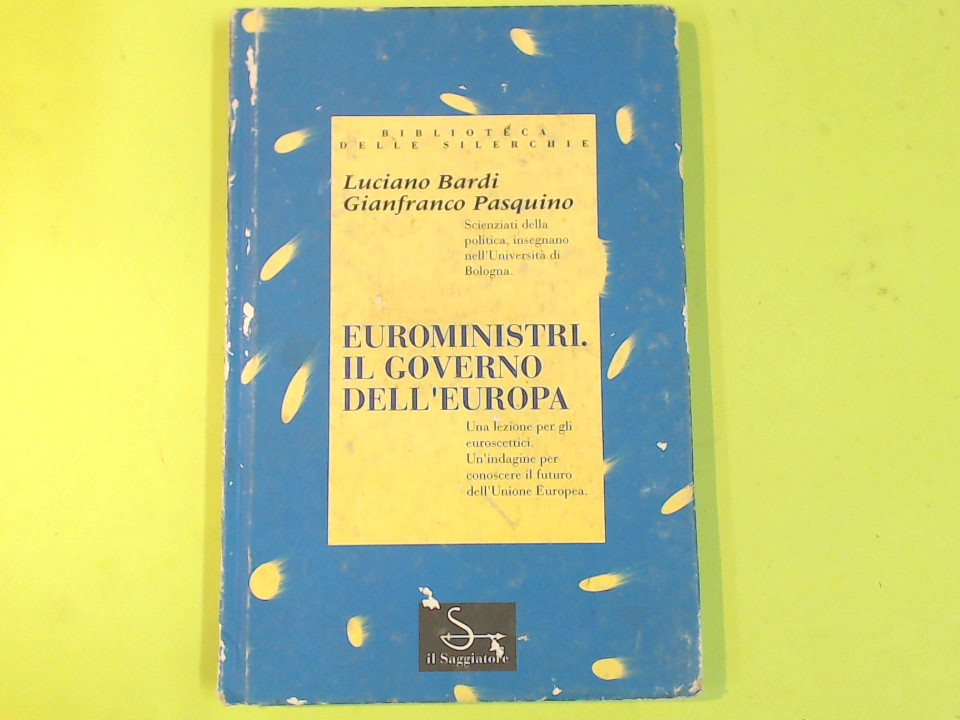 BIBLIOTECA
DELLE SILERCHIE
Luciano Bardi
Gianfranco Pasquino
Scienziati della
politica, insegnano
nell'Università di
Bologna.
EUROMINISTRI.
IL GOVERNO
DELL'EUROPA
Una lezione per gli
euroscettici.
Un'indagine per
conoscere il futuro
dell'Unione Europea.
il Saggiatore